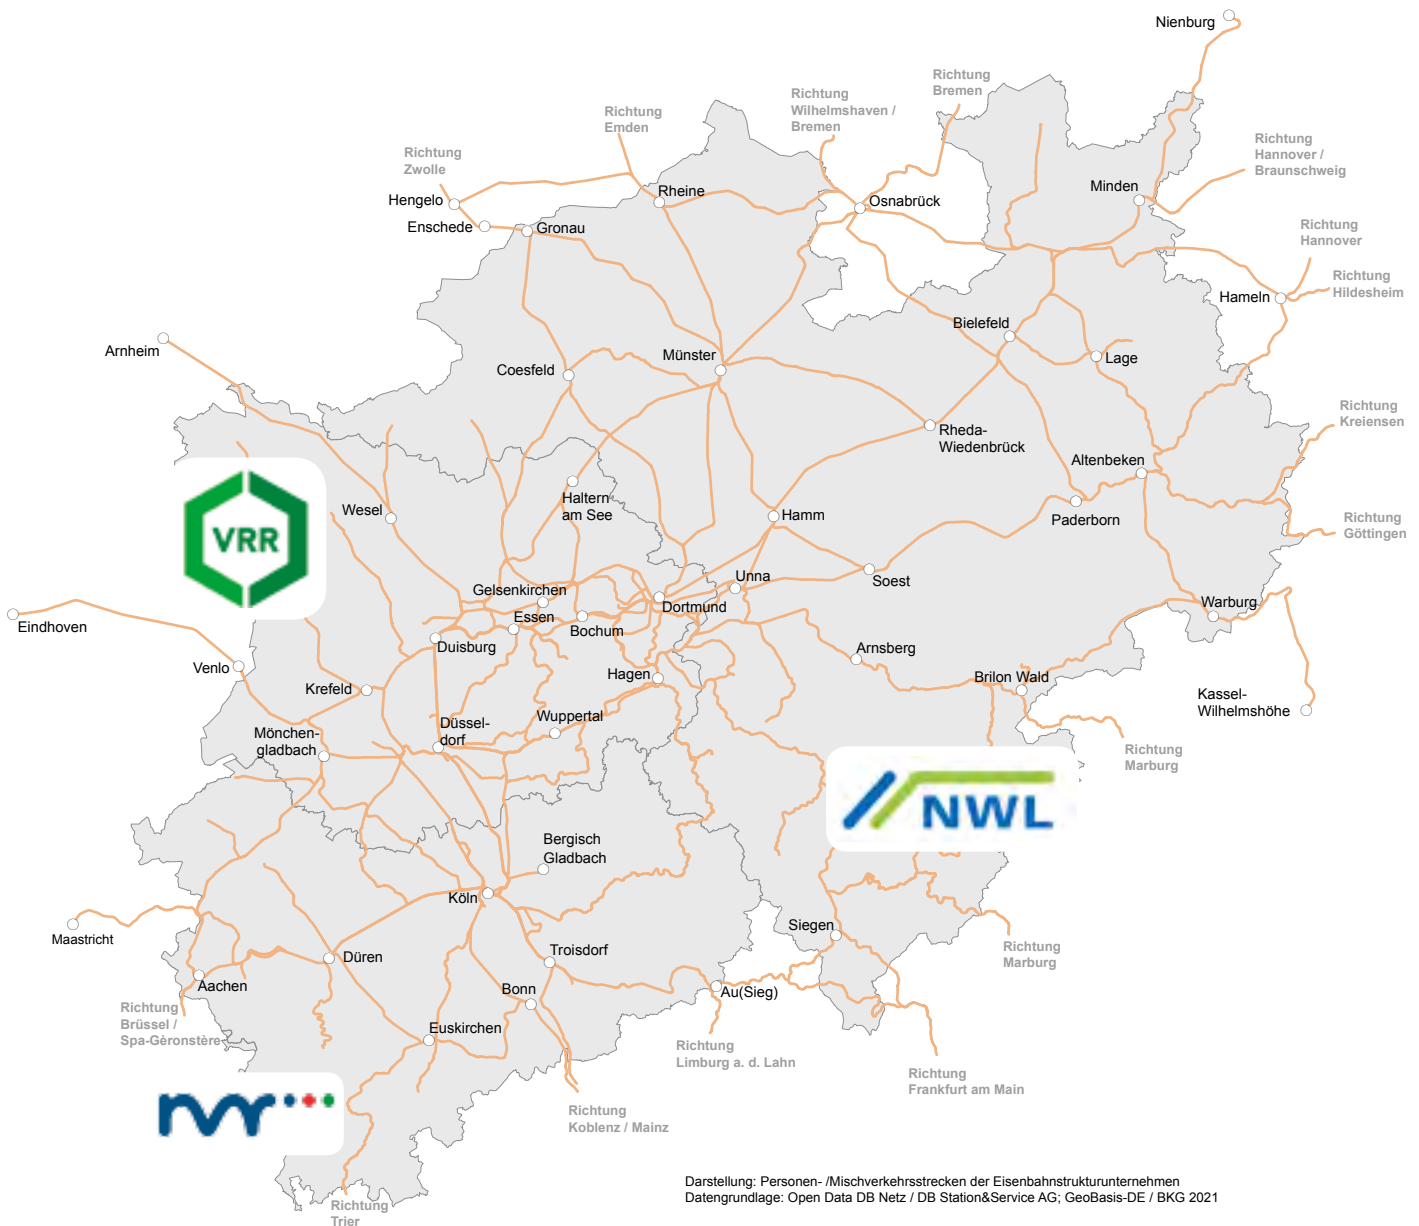 Nienburg
Richtung
Bremen
Richtung
Wilhelmshaven /
Bremen
Richtung
Emden
Richtung
Hannover /
Braunschweig
Richtung
Zwolle
Minden
Rheine
Hengelo
Osnabrück
Enschede
Gronau
Richtung
Hannover
Richtung
Hildesheim
Hameln
Bielefeld
Arnheim
Münster
Lage
Coesfeld
Richtung
Kreiensen
Rheda-
Wiedenbrück
Altenbeken
Haltern
am See
Wesel
Hamm
Paderborn
Richtung
Göttingen
VRR
Unna
Soest
Gelsenkirchen
Dortmund
Warburg
Essen
Bochum
Eindhoven
Duisburg
Arnsberg
Venlo
Hagen
Brilon Wald
Krefeld
Kassel-
Wilhelmshöhe
Wuppertal
Düssel-
dorf
Mönchen-
gladbach
Richtung
Marburg
NWL
Bergisch
Gladbach
Köln
Siegen
Maastricht
Richtung
Marburg
Troisdorf
Düren
Aachen
Bonn
Au(Sieg)
Richtung
Brüssel /
Spa-Gèronstère
Euskirchen
Richtung
Limburg a. d. Lahn
Richtung
Frankfurt am Main
nvr
Richtung
Koblenz / Mainz
Darstellung: Personen- /Mischverkehrsstrecken der Eisenbahnstrukturunternehmen
Datengrundlage: Open Data DB Netz / DB Station&Service AG; GeoBasis-DE / BKG 2021
Richtung
Trier